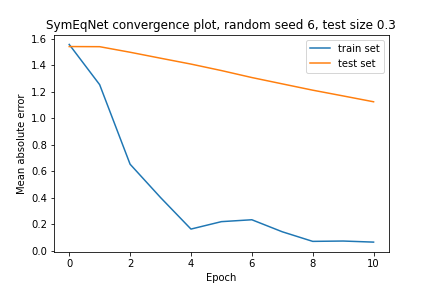 SymEqNet convergence plot, random seed 6, test size 0.3
1.6
1.4
1.2
1.0
0.8
0.6
0.4
0.2
0.0
Mean absolute error
train set
test set
0 2 4 6 8 10
Epoch